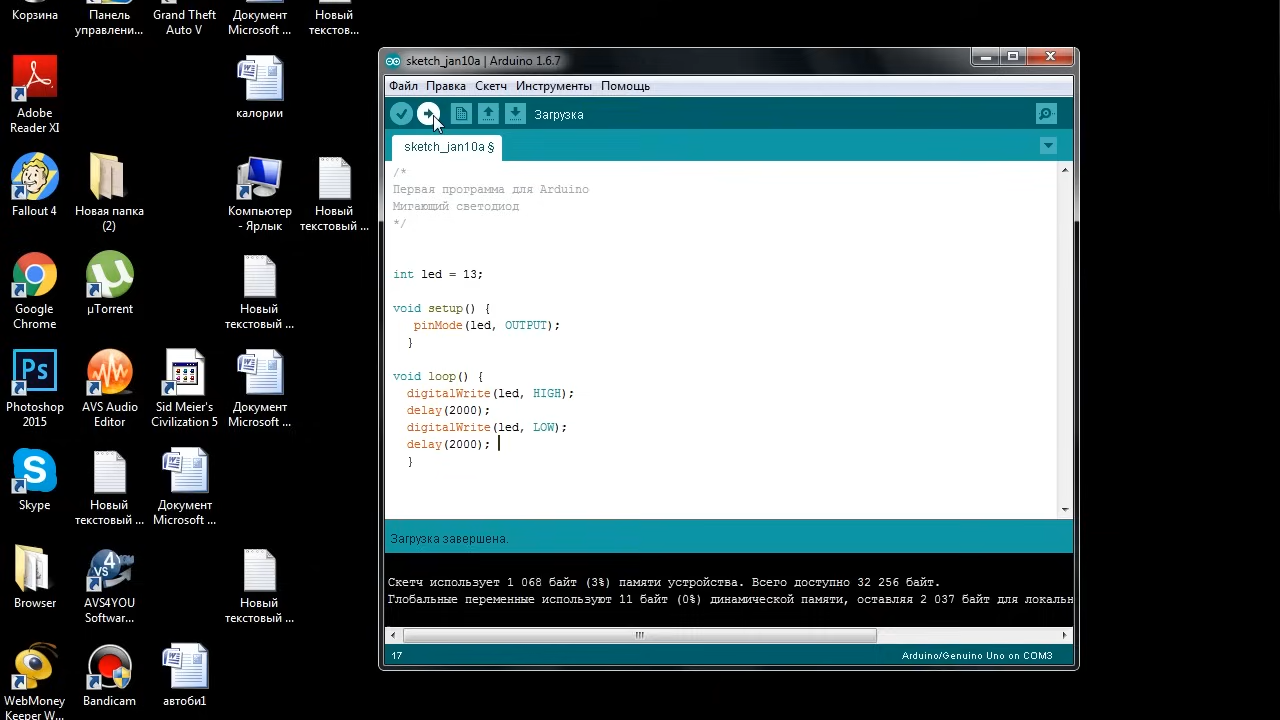 Корзина
Панель
управлени...
Grand Theft
Auto V
Документ
Microsoft ...
Новый
текстов...
Adobe
Reader XI
калории
Fallout 4
Новая папка
(2)
Компьютер
- Ярлык
Новый
текстовый ...
Google
Chrome
µTorrent
Новый
текстовый ...
Photoshop
2015
AVS Audio
Editor
Sid Meier's
Civilization 5
Документ
Microsoft ...
Skype
Новый
текстовый ...
Документ
Microsoft ...
Browser
AVS4YOU
Softwar...
Новый
текстовый ...
WebMoney
Keeper W...
Bandicam
автоби1
sketch_jan10a | Arduino 1.6.7
Файл Правка Скетч Инструменты Помощь
Загрузка
sketch_jan10a §
/*
Первая программа для Arduino
Мигающий светодиод
*/
int led = 13;
void setup() {
pinMode(led, OUTPUT);
}
void loop() {
digitalWrite(led, HIGH);
delay(2000);
digitalWrite(led, LOW);
delay(2000);
}
Загрузка завершена.
Скетч использует 1 068 байт (3%) памяти устройства. Всего доступно 32 256 байт.
Глобальные переменные используют 11 байт (0%) динамической памяти, оставляя 2 037 байт для локальн
17 Arduino/Genuino Uno on COM3